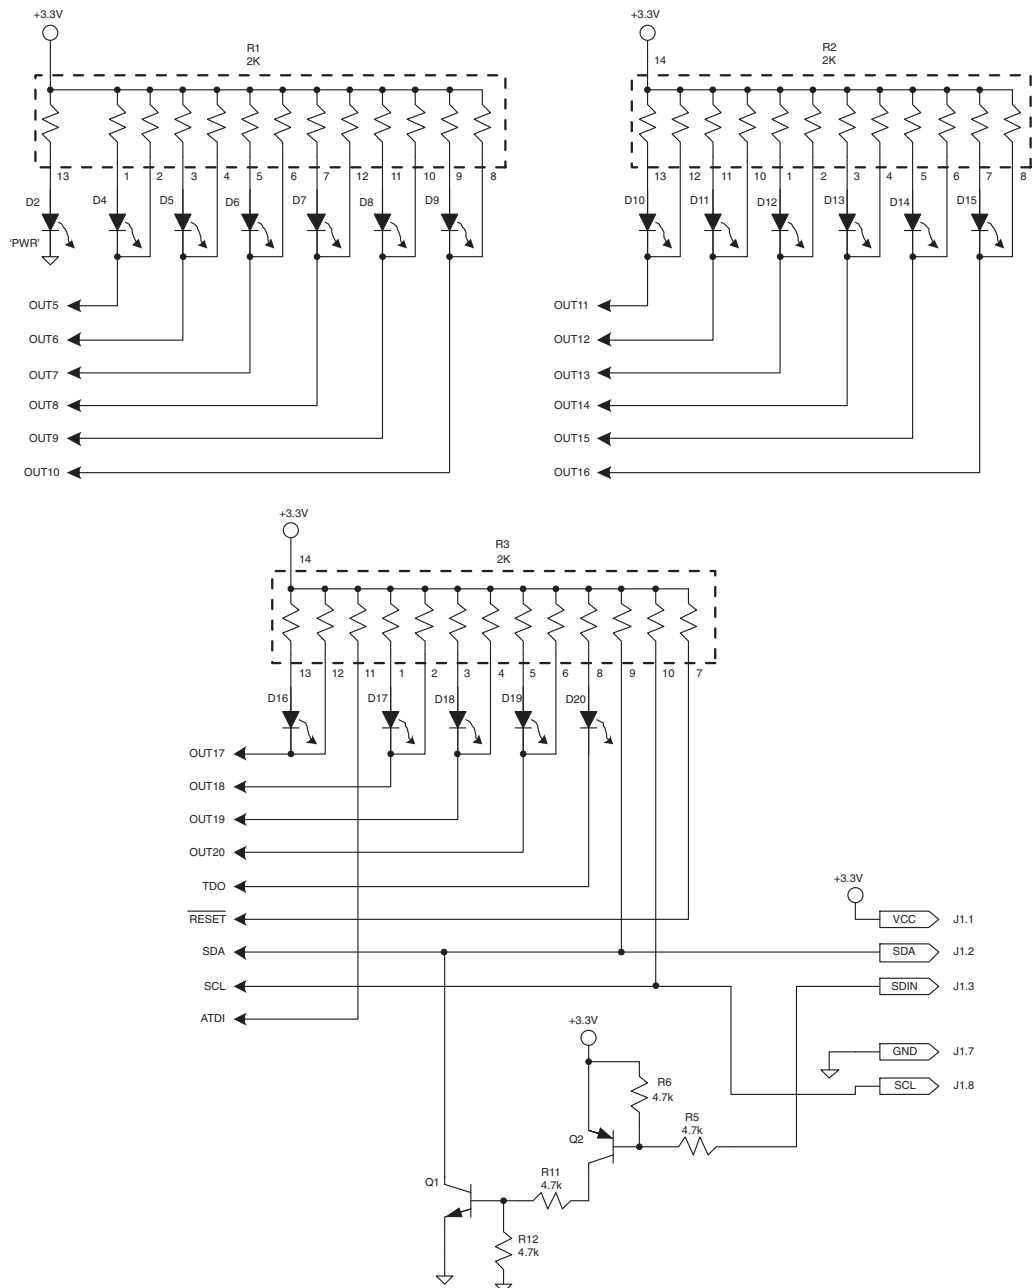 +3.3V
R1
2K
13 1 2 3 4 5 6 7 12 11 10 9 8
D2 D4 D5 D6 D7 D8 D9
'PWR'
OUT5
OUT6
OUT7
OUT8
OUT9
OUT10
+3.3V
14
R2
2K
13 12 11 10 1 2 3 4 5 6 7 8
D10 D11 D12 D13 D14 D15
OUT11
OUT12
OUT13
OUT14
OUT15
OUT16
+3.3V
14
R3
2K
13 12 11 1 2 3 4 5 6 8 9 10 7
D16 D17 D18 D19 D20
OUT17
OUT18
OUT19
OUT20
TDO
RESET
SDA
SCL
ATDI
+3.3V
VCC J1.1
SDA J1.2
SDIN J1.3
GND J1.7
SCL J1.8
+3.3V
R6
4.7k
R5
4.7k
Q2
R11
4.7k
Q1
R12
4.7k